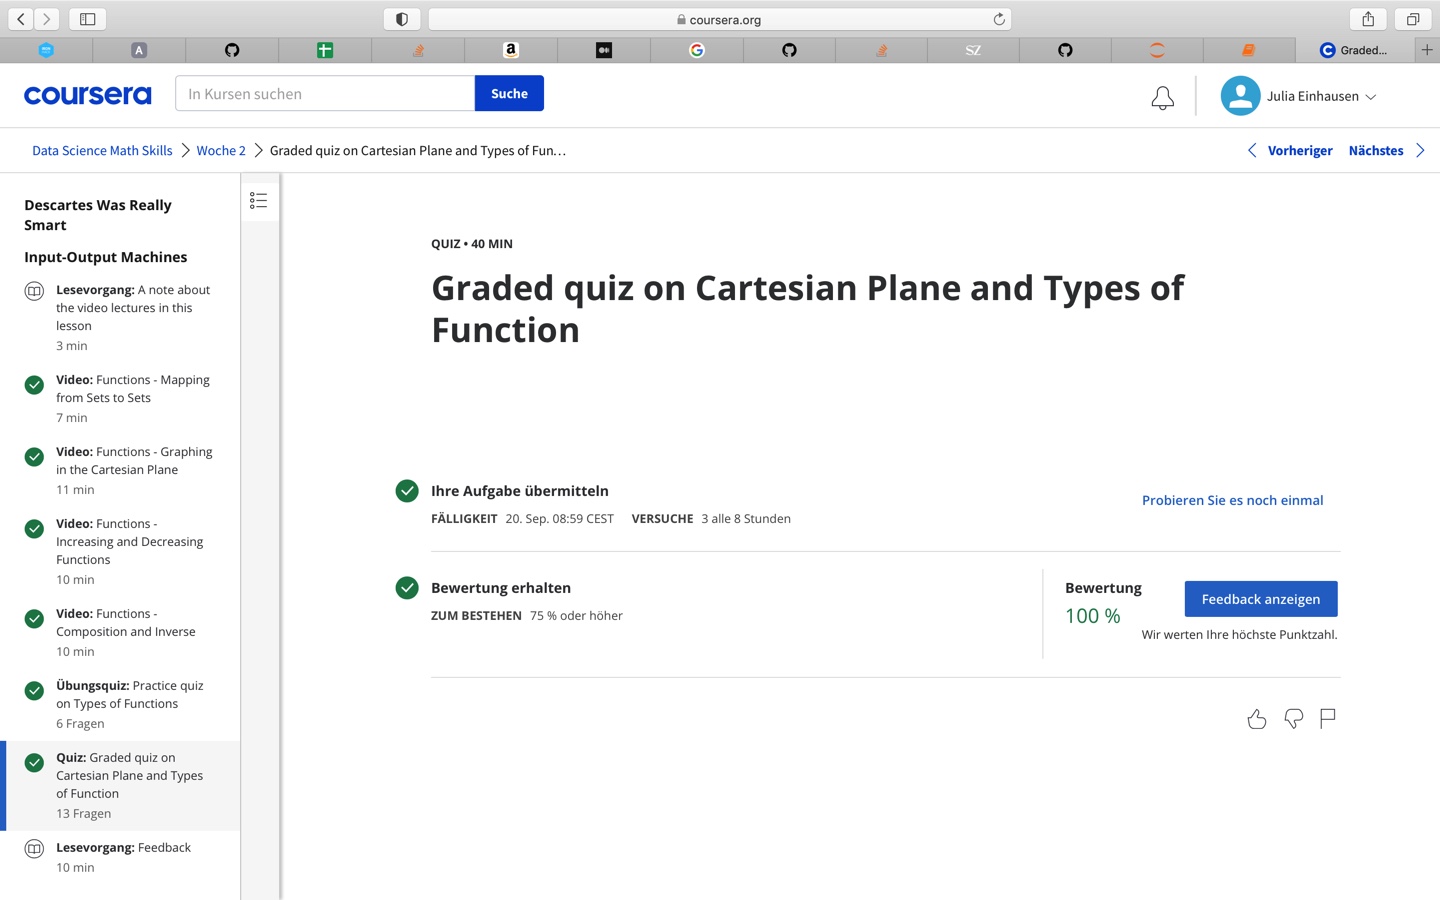 coursera.org
A
a
SZ
Graded...
coursera
In Kursen suchen
Suche
Julia Einhausen
Data Science Math Skills
Woche 2
Graded quiz on Cartesian Plane and Types of Fun...
Vorheriger
Nächstes
Descartes Was Really
Smart
Input-Output Machines
Lesevorgang: A note about
the video lectures in this
lesson
3 min
Video: Functions - Mapping
from Sets to Sets
7 min
Video: Functions - Graphing
in the Cartesian Plane
11 min
Video: Functions -
Increasing and Decreasing
Functions
10 min
Video: Functions -
Composition and Inverse
10 min
Übungsquiz: Practice quiz
on Types of Functions
6 Fragen
Quiz: Graded quiz on
Cartesian Plane and Types
of Function
13 Fragen
Lesevorgang: Feedback
10 min
QUIZ • 40 MIN
Graded quiz on Cartesian Plane and Types of
Function
Ihre Aufgabe übermitteln
FÄLLIGKEIT 20. Sep. 08:59 CEST VERSUCHE 3 alle 8 Stunden
Probieren Sie es noch einmal
Bewertung erhalten
ZUM BESTEHEN 75 % oder höher
Bewertung
100 %
Feedback anzeigen
Wir werten Ihre höchste Punktzahl.